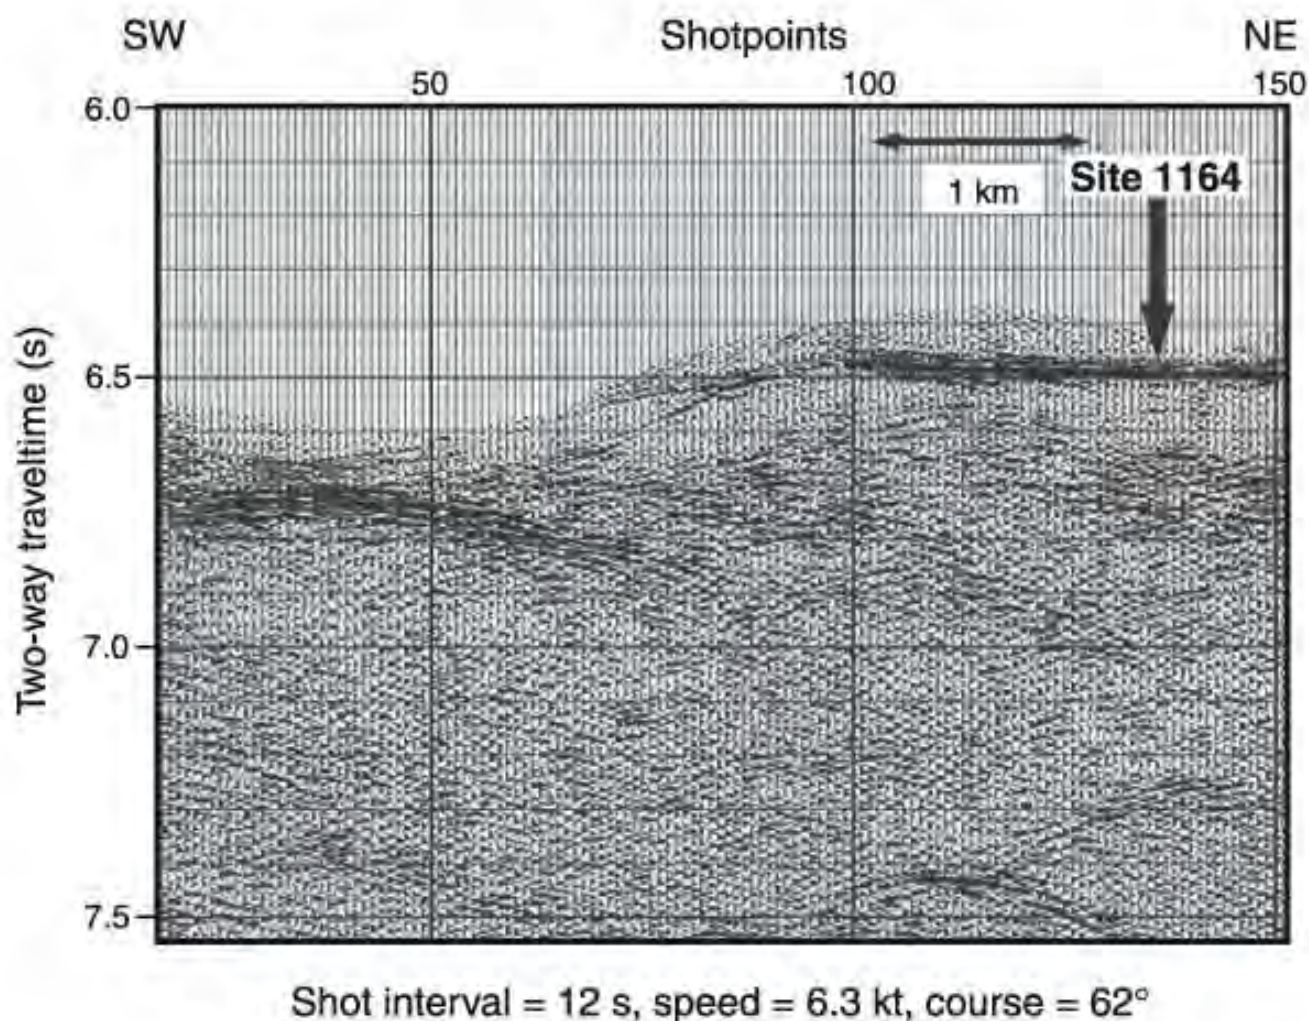 SW Shotpoints NE
50 100 150
6.0
1 km
Site 1164
6.5
7.0
7.5
Two-way traveltime (s)
Shot interval = 12 s, speed = 6.3 kt, course = 62°